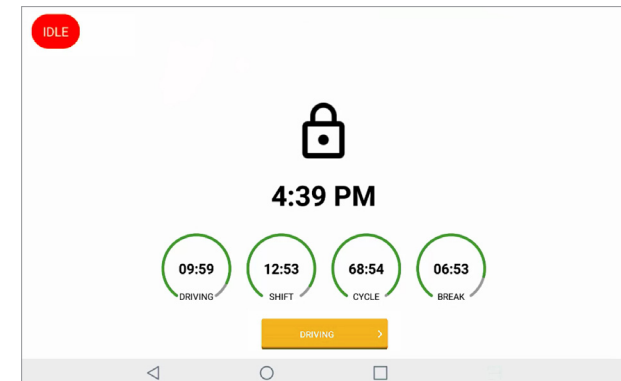 IDLE
4:39 PM
09:59 12:53 68:54 06:53
DRIVING SHIFT CYCLE BREAK
DRIVING